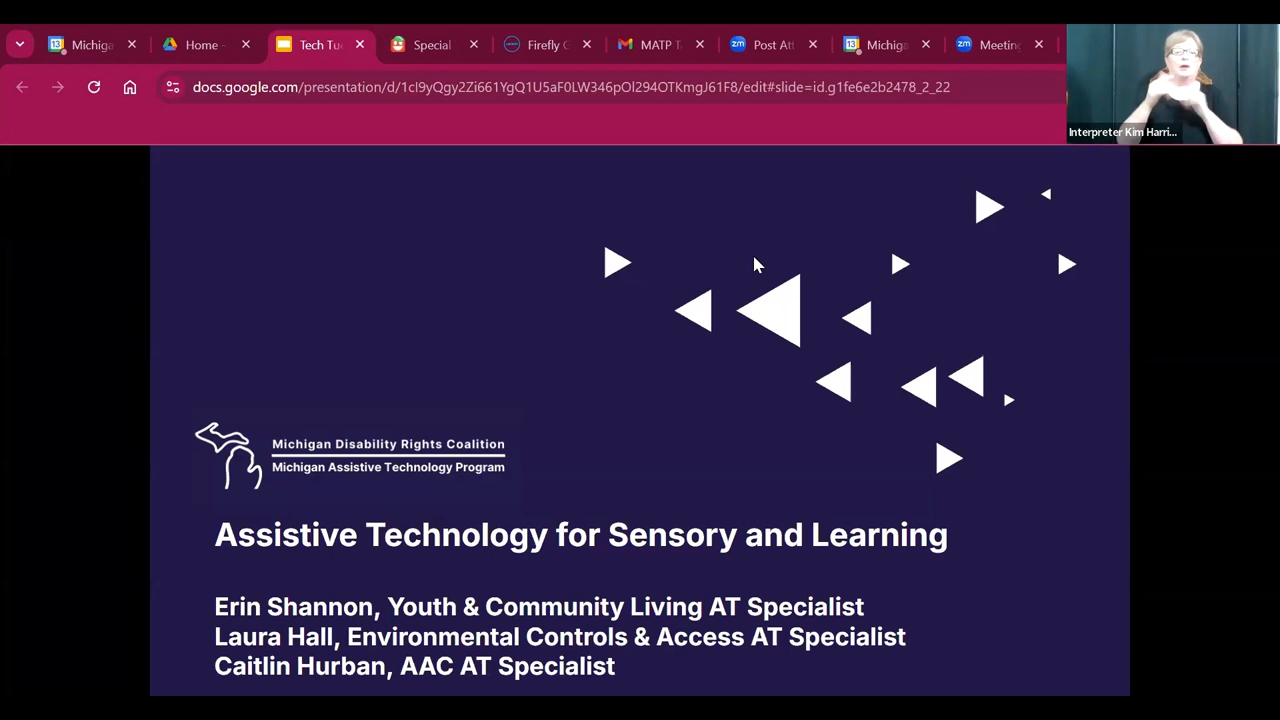 Michiga
Home -
Tech Tu
Special
Firefly
MATP T
Post Att
Michiga
Meetin
docs.google.com/presentation/d/1cI9yQgy2Zi661YgQ1U5aF0LW346pOl294OTKmgJ61F8/edit#slide=id.g1fe6e2b2478_2_22
Interpreter Kim Harri...
Michigan Disability Rights Coalition
Michigan Assistive Technology Program
Assistive Technology for Sensory and Learning
Erin Shannon, Youth & Community Living AT Specialist
Laura Hall, Environmental Controls & Access AT Specialist
Caitlin Hurban, AAC AT Specialist